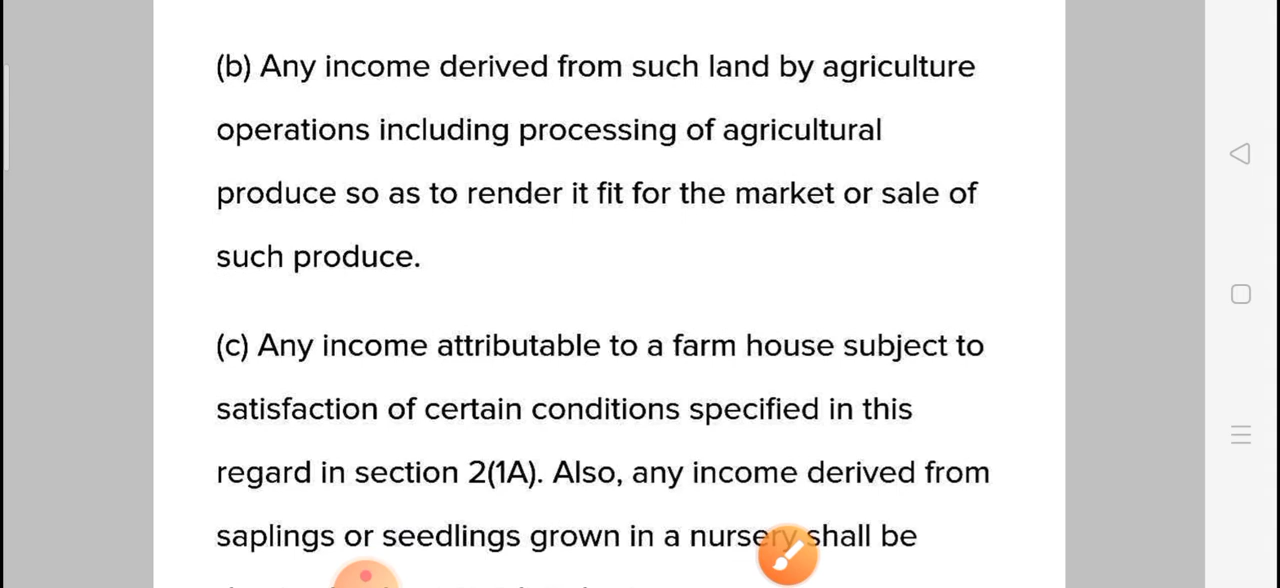 (b) Any income derived from such land by agriculture
operations including processing of agricultural
produce so as to render it fit for the market or sale of
such produce.
(c) Any income attributable to a farm house subject to
satisfaction of certain conditions specified in this
regard in section 2(1A). Also, any income derived from
saplings or seedlings grown in a nursery shall be